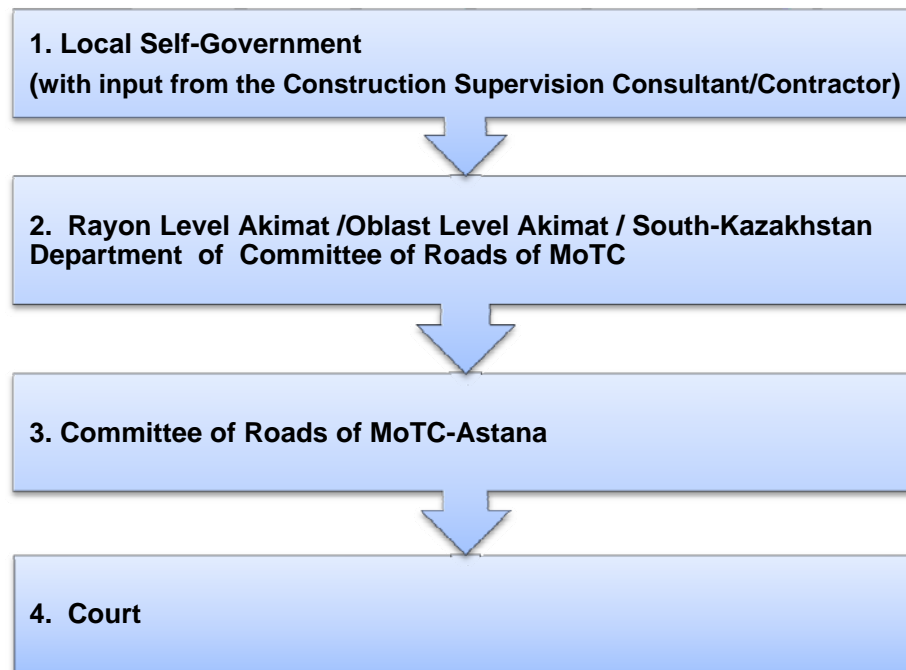 1. Local Self-Government
(with input from the Construction Supervision Consultant/Contractor)
2. Rayon Level Akimat /Oblast Level Akimat / South-Kazakhstan
Department of Committee of Roads of MoTC
3. Committee of Roads of MoTC-Astana
4. Court